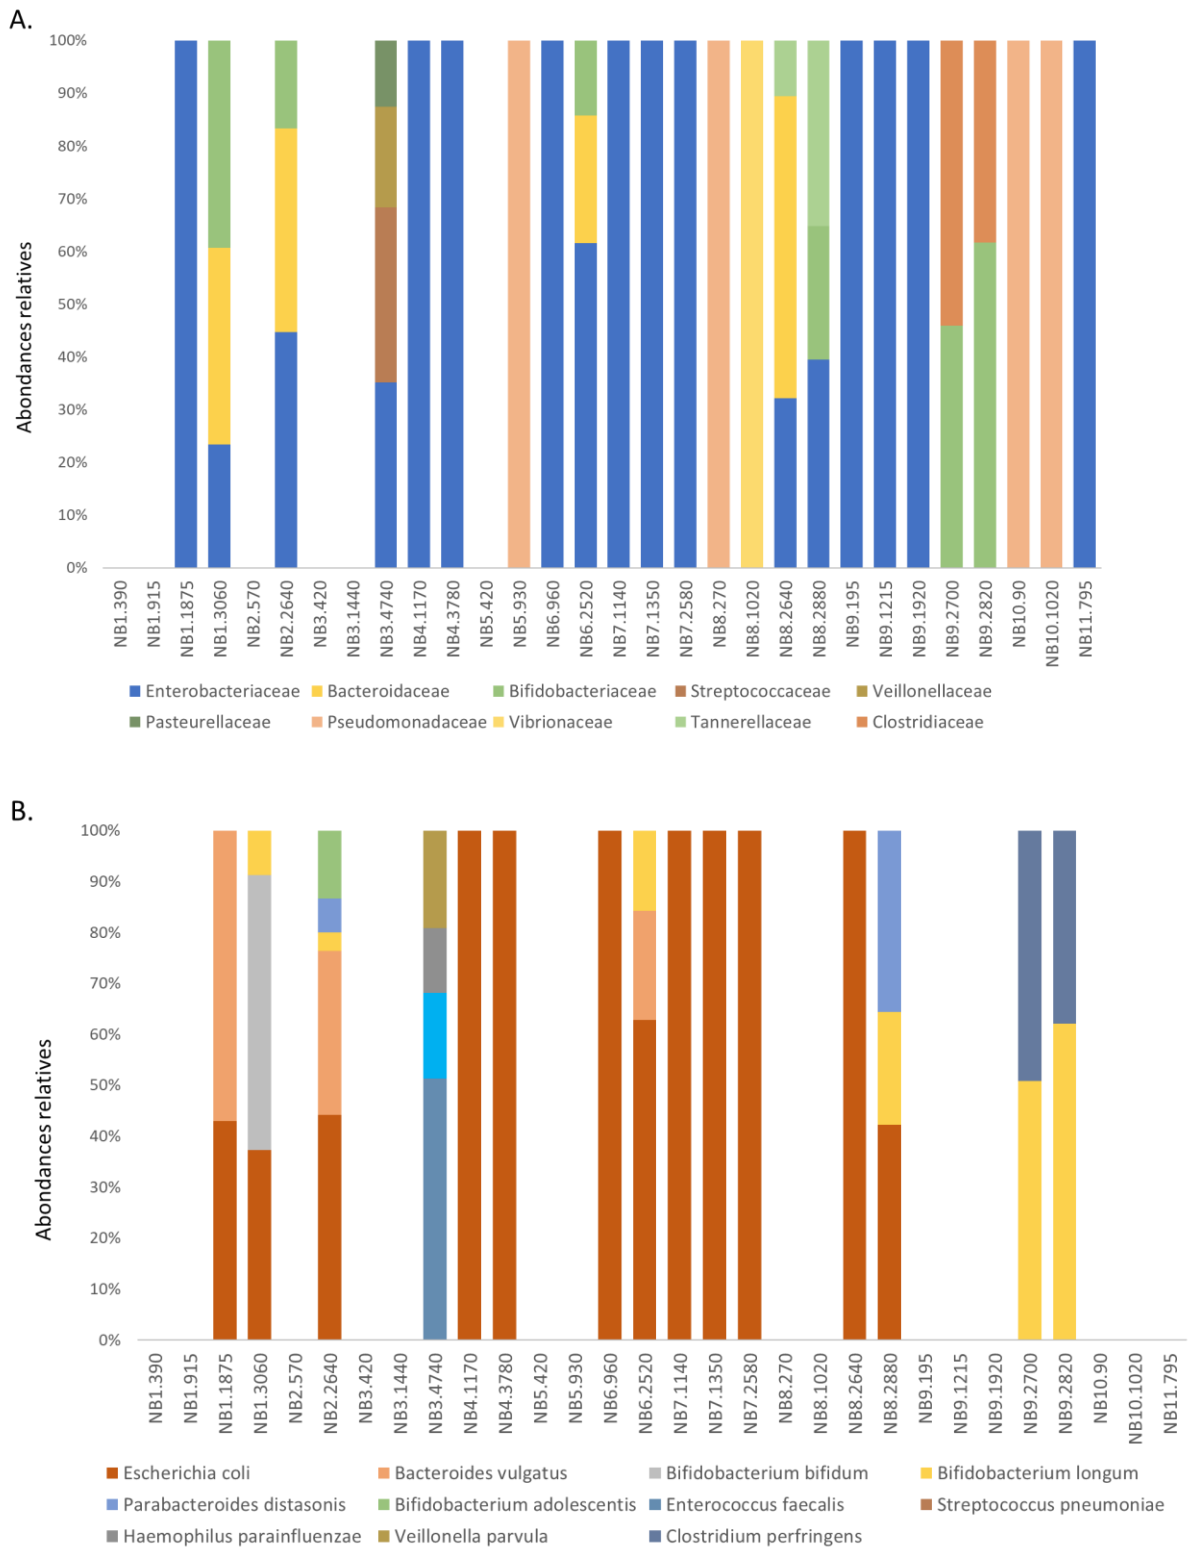 A.
100%
90%
80%
70%
60%
50%
40%
30%
20%
10%
0%
Abondances relatives
NB1.390 NB1.915 NB1.1875 NB1.3060 NB2.570 NB2.2640 NB3.420 NB3.1440 NB3.4740 NB4.1170 NB4.3780 NB5.420 NB5.930 NB6.960 NB6.2520 NB7.1140 NB7.1350 NB7.2580 NB8.270 NB8.1020 NB8.2640 NB8.2880 NB9.195 NB9.1215 NB9.1920 NB9.2700 NB9.2820 NB10.90 NB10.1020 NB11.795
Enterobacteriaceae Bacteroidaceae Bifidobacteriaceae Streptococcaceae Veillonellaceae
Pasteurellaceae Pseudomonadaceae Vibrionaceae Tannerellaceae Clostridiaceae
B.
100%
90%
80%
70%
60%
50%
40%
30%
20%
10%
0%
Abondances relatives
NB1.390 NB1.915 NB1.1875 NB1.3060 NB2.570 NB2.2640 NB3.420 NB3.1440 NB3.4740 NB4.1170 NB4.3780 NB5.420 NB5.930 NB6.960 NB6.2520 NB7.1140 NB7.1350 NB7.2580 NB8.270 NB8.1020 NB8.2640 NB8.2880 NB9.195 NB9.1215 NB9.1920 NB9.2700 NB9.2820 NB10.90 NB10.1020 NB11.795
Escherichia coli Bacteroides vulgatus Bifidobacterium bifidum Bifidobacterium longum
Parabacteroides distasonis Bifidobacterium adolescentis Enterococcus faecalis Streptococcus pneumoniae
Haemophilus parainfluenzae Veillonella parvula Clostridium perfringens